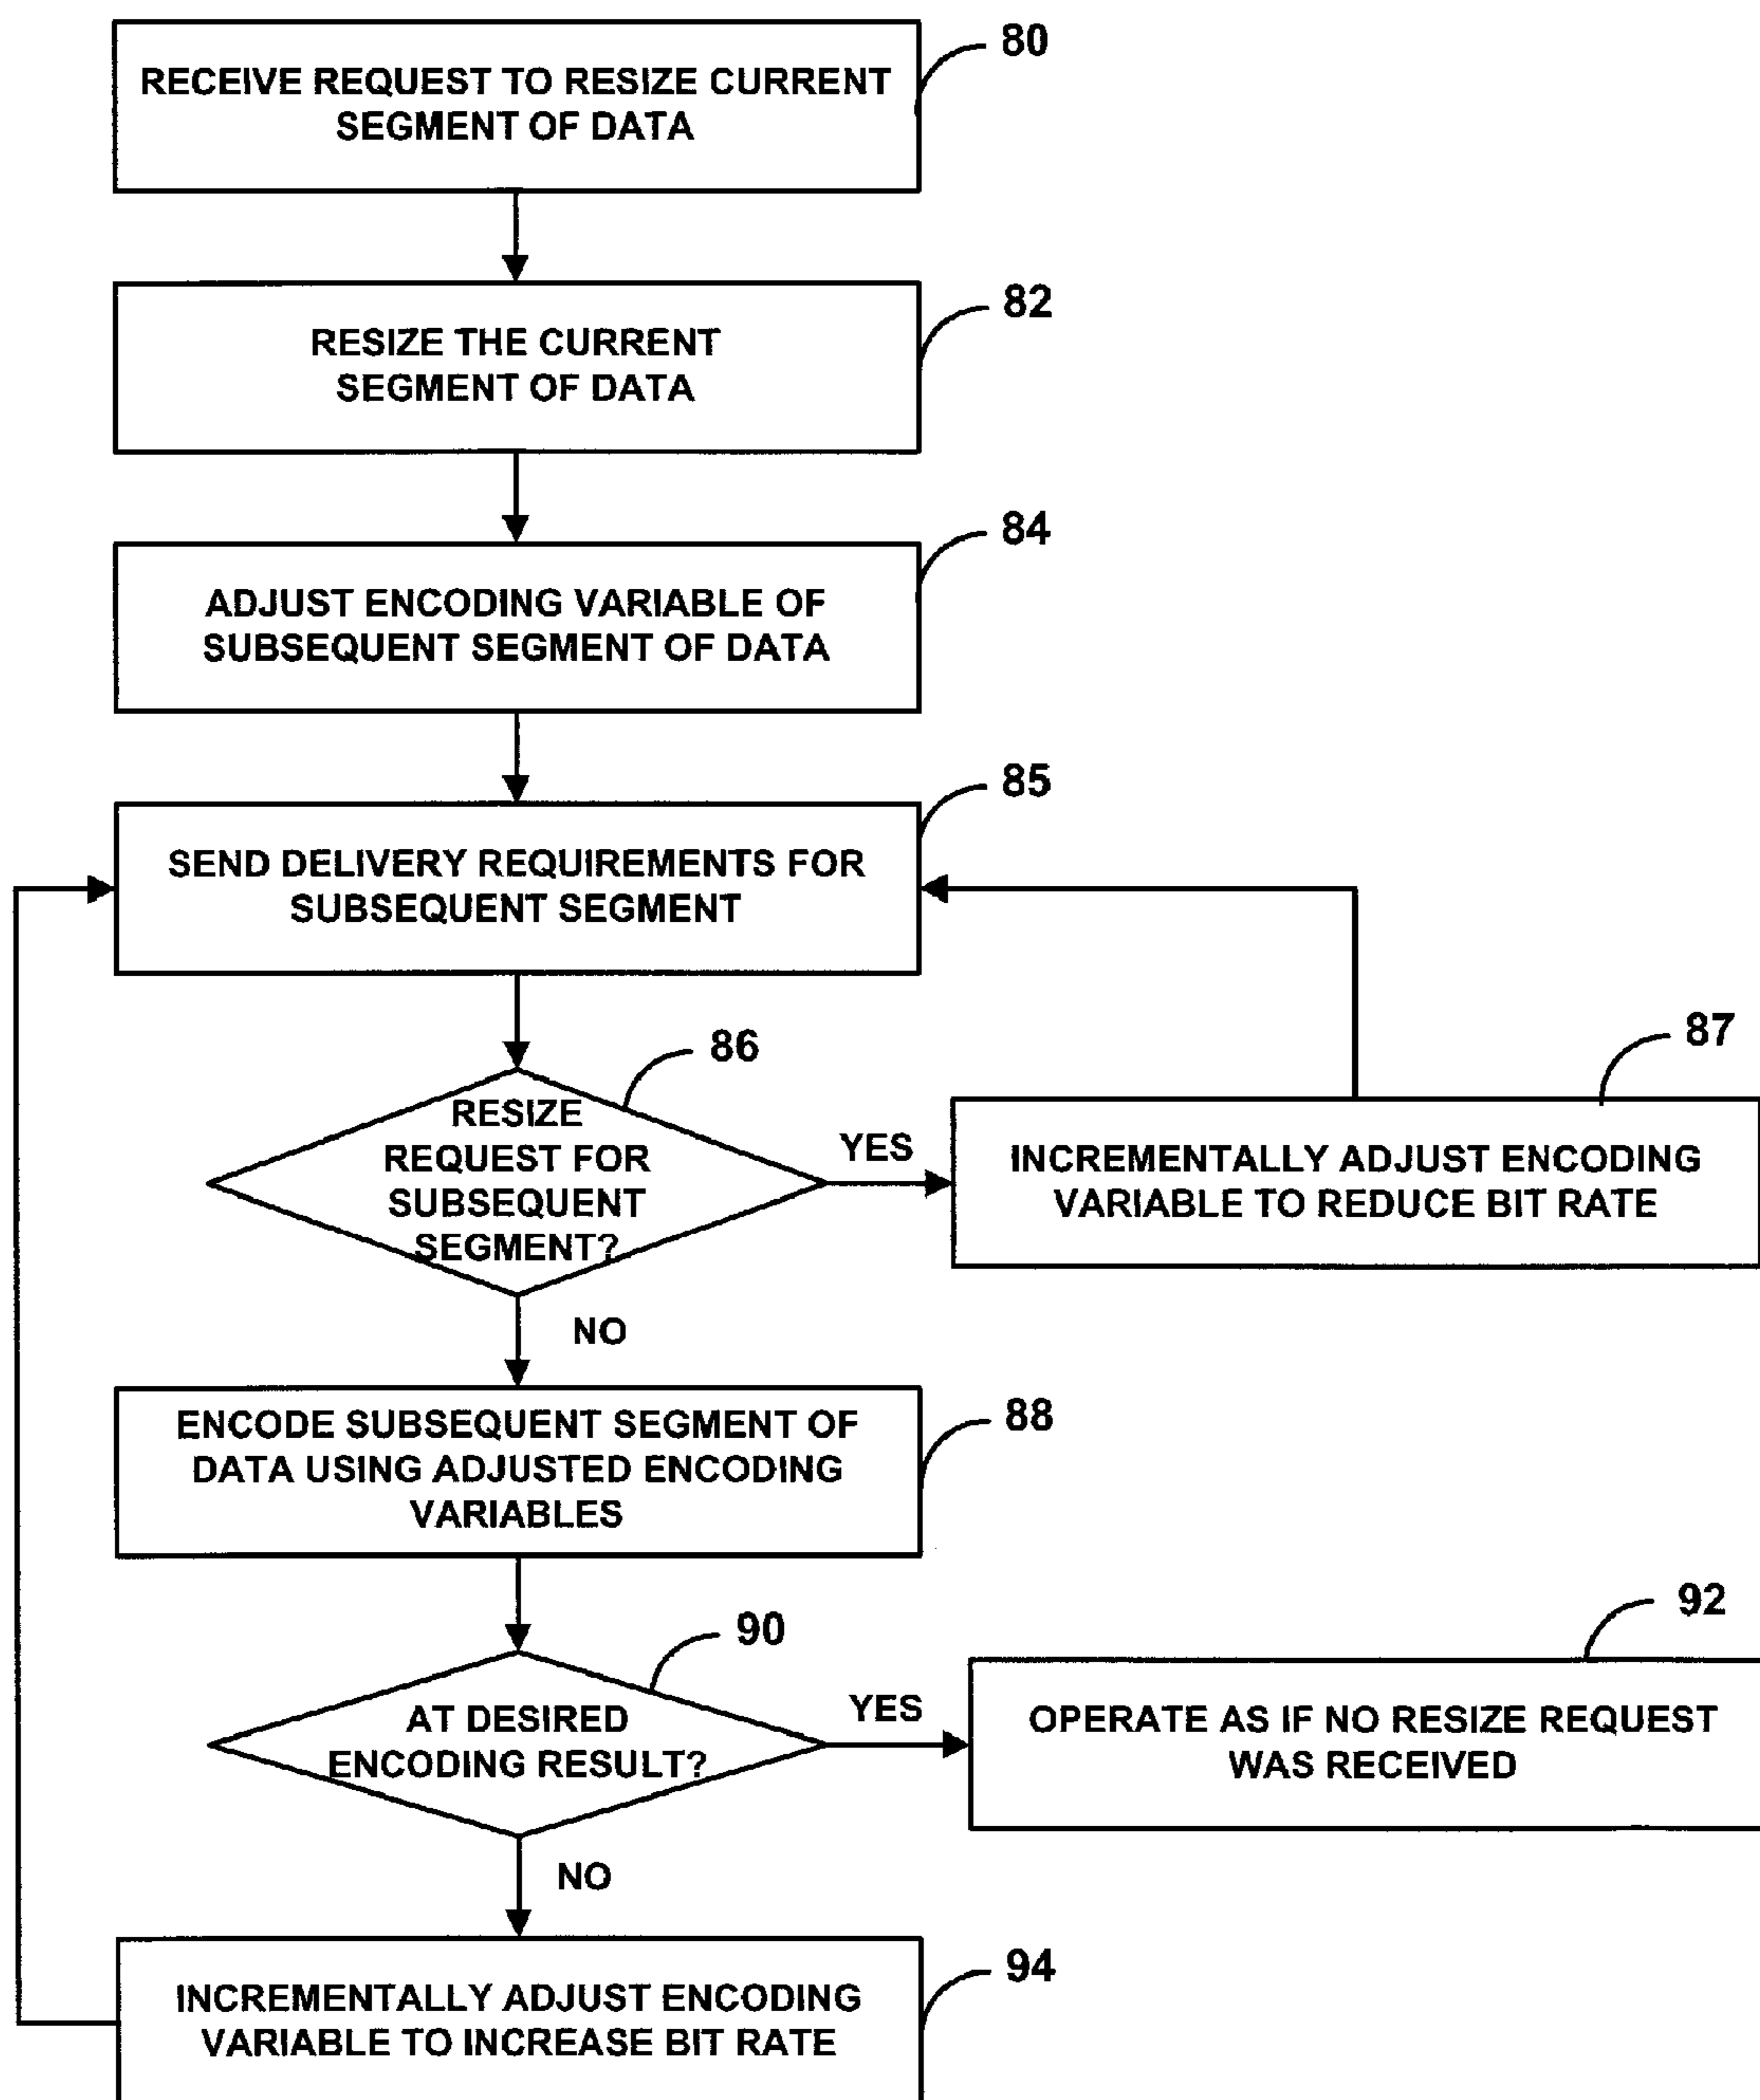 80
RECEIVE REQUEST TO RESIZE CURRENT
SEGMENT OF DATA
82
RESIZE THE CURRENT
SEGMENT OF DATA
84
ADJUST ENCODING VARIABLE OF
SUBSEQUENT SEGMENT OF DATA
85
SEND DELIVERY REQUIREMENTS FOR
SUBSEQUENT SEGMENT
86
RESIZE
REQUEST FOR
SUBSEQUENT
SEGMENT?
YES
87
INCREMENTALLY ADJUST ENCODING
VARIABLE TO REDUCE BIT RATE
NO
88
ENCODE SUBSEQUENT SEGMENT OF
DATA USING ADJUSTED ENCODING
VARIABLES
90
AT DESIRED
ENCODING RESULT?
YES
92
OPERATE AS IF NO RESIZE REQUEST
WAS RECEIVED
NO
94
INCREMENTALLY ADJUST ENCODING
VARIABLE TO INCREASE BIT RATE